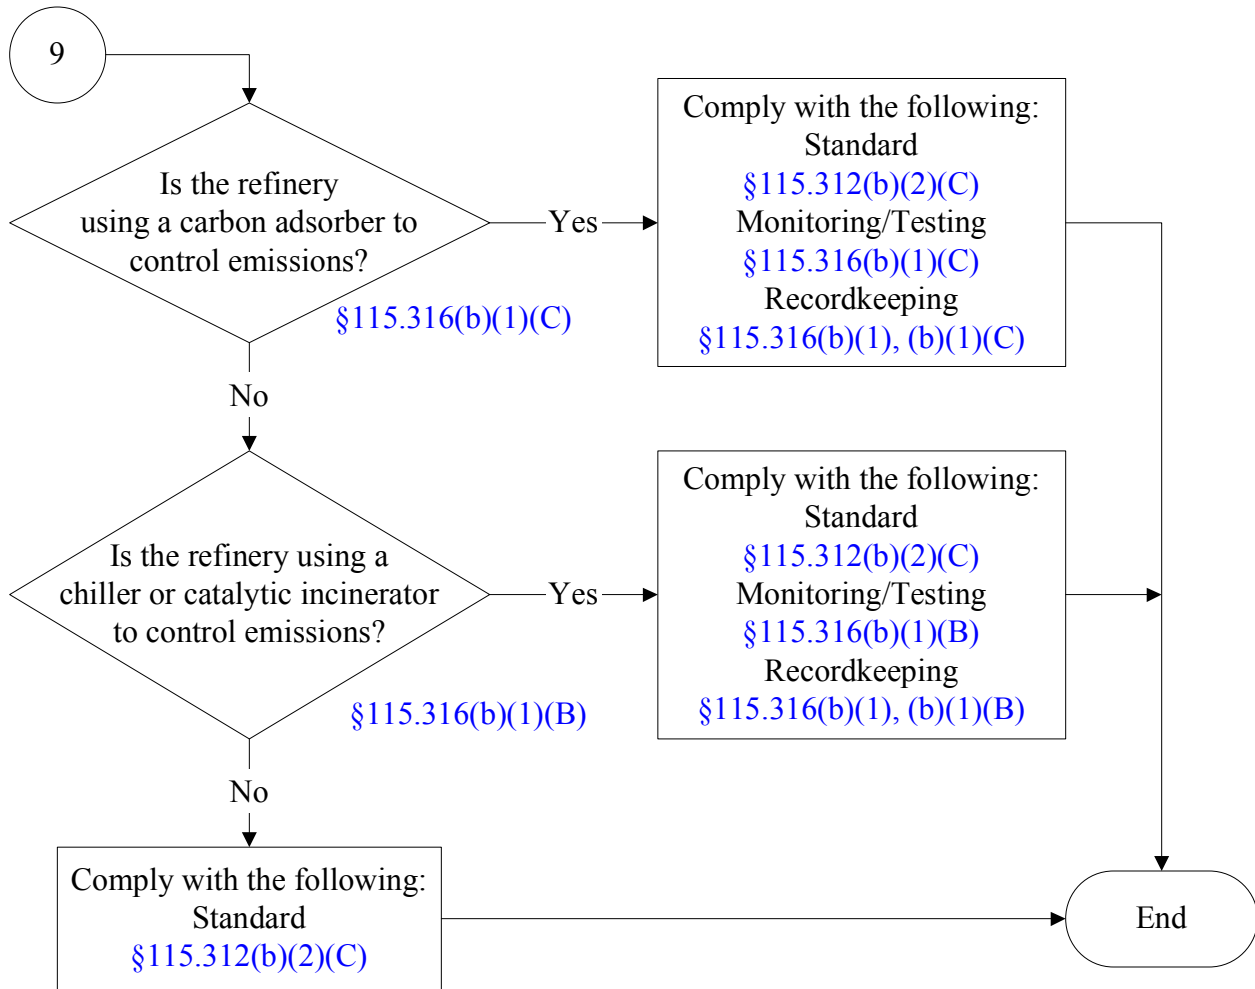 9
Is the refinery
using a carbon adsorber to
control emissions?
§115.316(b)(1)(C)
Yes
Comply with the following:
Standard
§115.312(b)(2)(C)
Monitoring/Testing
§115.316(b)(1)(C)
Recordkeeping
§115.316(b)(1), (b)(1)(C)
No
Is the refinery using a
chiller or catalytic incinerator
to control emissions?
§115.316(b)(1)(B)
Yes
Comply with the following:
Standard
§115.312(b)(2)(C)
Monitoring/Testing
§115.316(b)(1)(B)
Recordkeeping
§115.316(b)(1), (b)(1)(B)
No
Comply with the following:
Standard
§115.312(b)(2)(C)
End